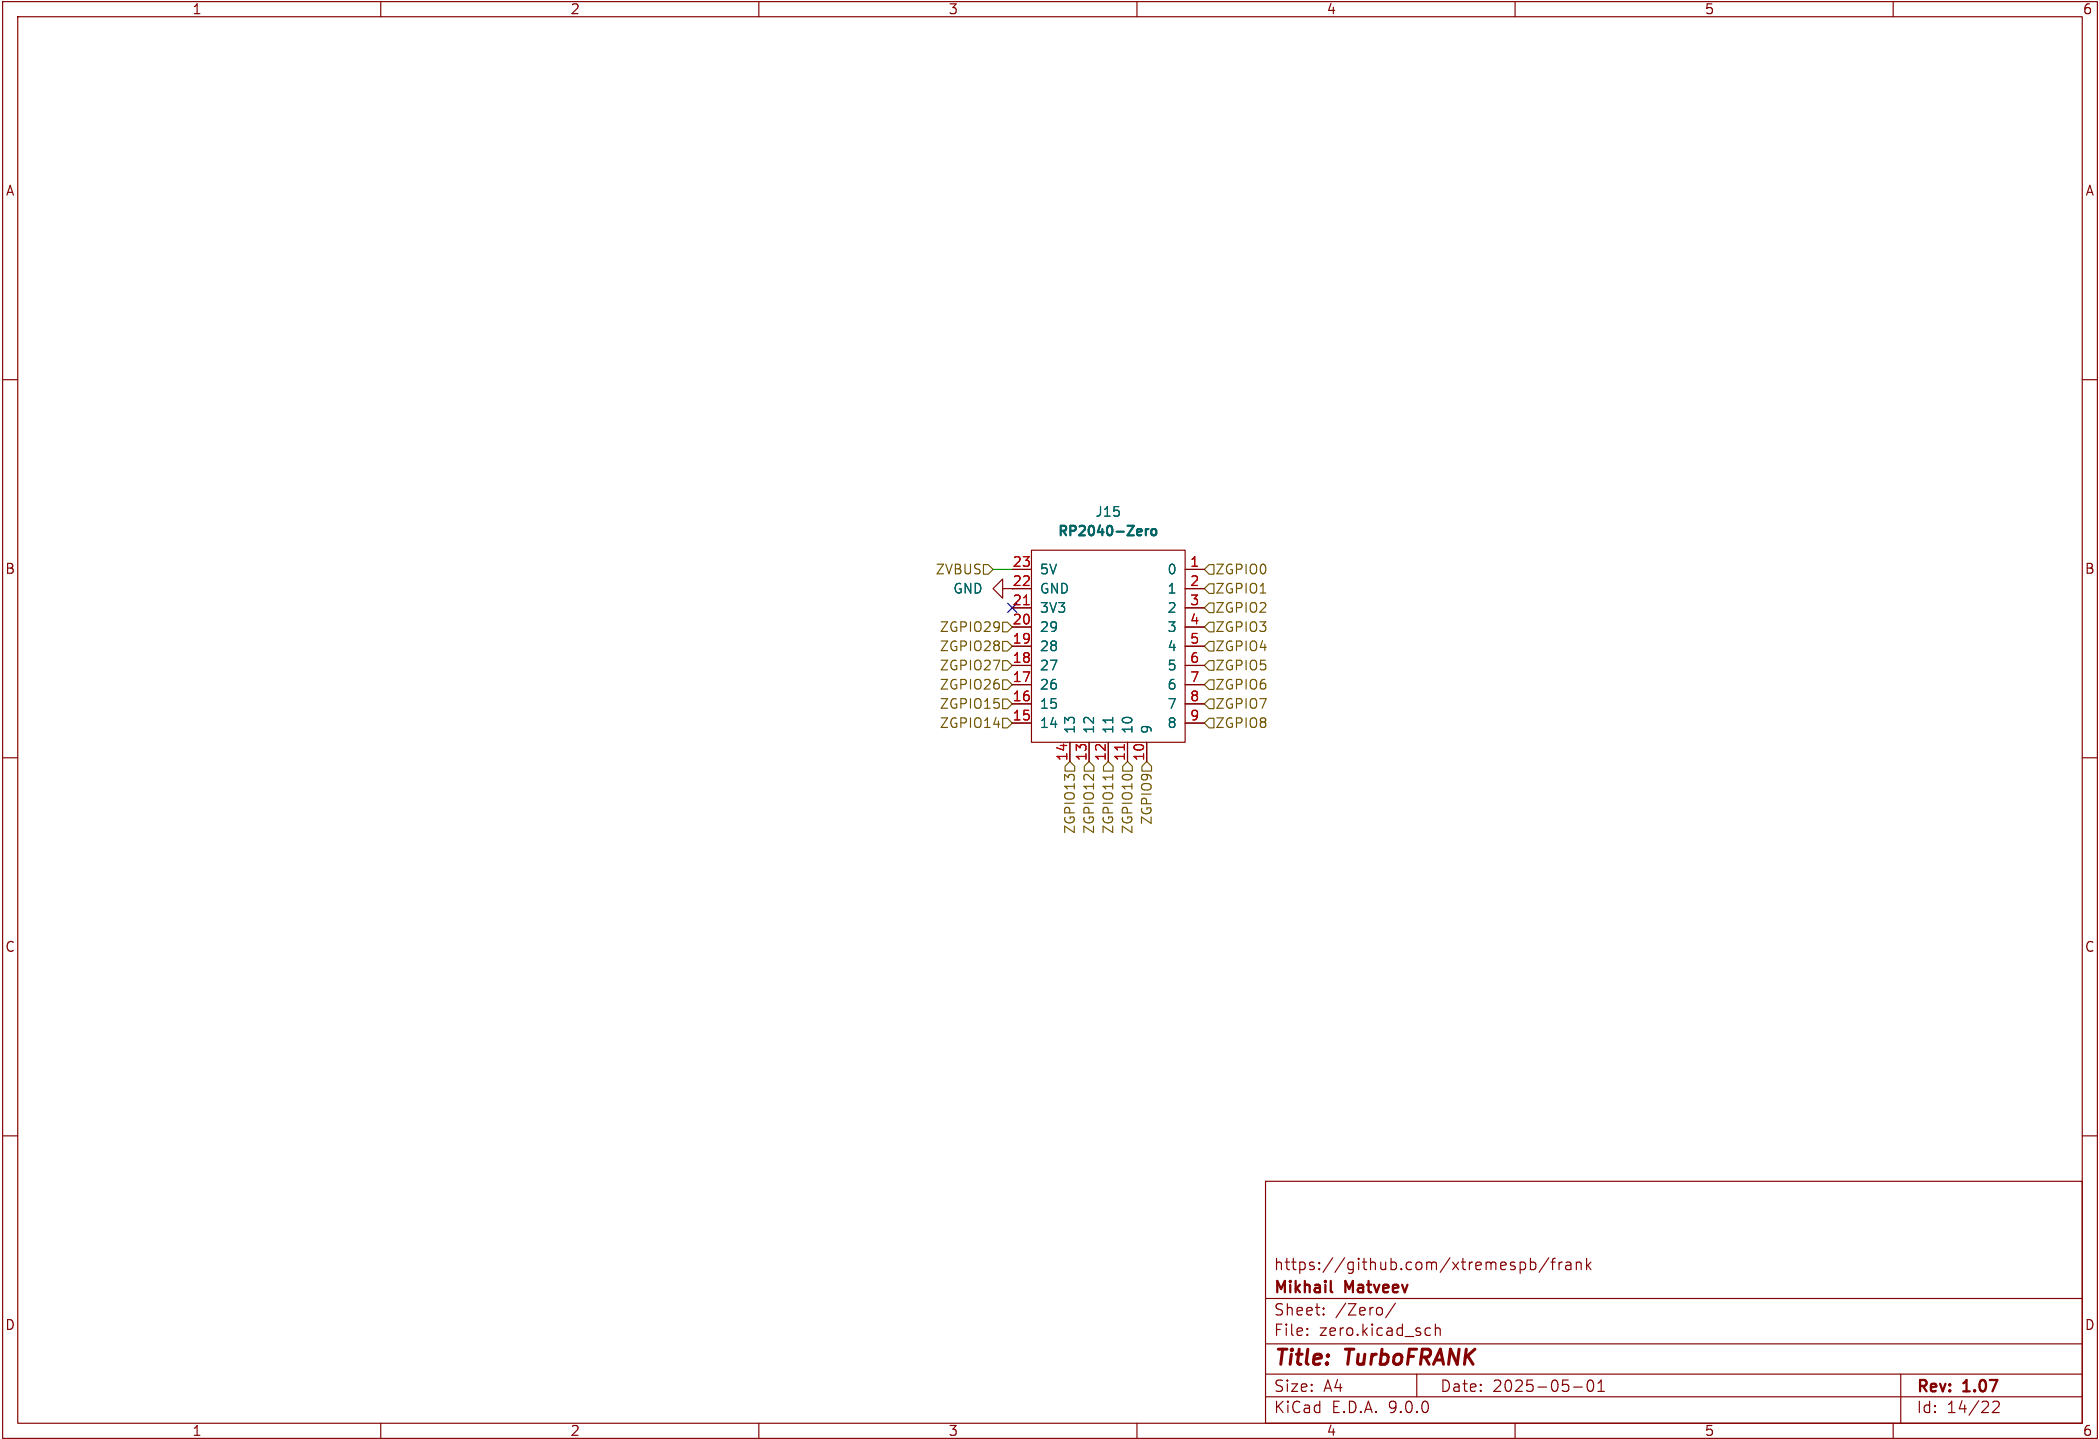 1 2 3 4 5 6
A A
J15
RP2040-Zero
ZVBUS 23 5V 0 1 ZGPIO0
GND 22 GND 1 2 ZGPIO1
21 3V3 2 3 ZGPIO2
ZGPIO29 20 29 3 4 ZGPIO3
ZGPIO28 19 28 4 5 ZGPIO4
ZGPIO27 18 27 5 6 ZGPIO5
ZGPIO26 17 26 6 7 ZGPIO6
ZGPIO15 16 15 7 8 ZGPIO7
ZGPIO14 15 14 8 9 ZGPIO8
13 12 11 10 9
14 13 12 11 10
ZGPIO13 ZGPIO12 ZGPIO11 ZGPIO10 ZGPIO9
B B
C C
https://github.com/xtremespb/frank
Mikhail Matveev
Sheet: /Zero/
File: zero.kicad_sch
Title: TurboFRANK
Size: A4 Date: 2025-05-01 Rev: 1.07
KiCad E.D.A. 9.0.0 Id: 14/22
D D
1 2 3 4 5 6